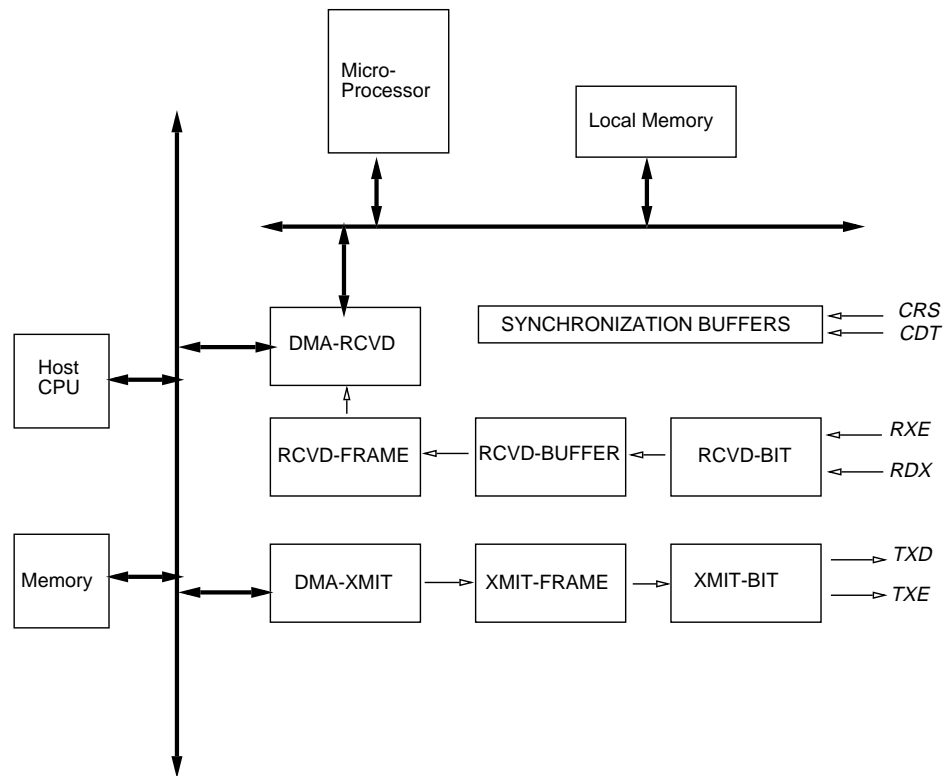 Micro-
Processor
Local Memory
SYNCHRONIZATION BUFFERS
CRS
CDT
DMA-RCVD
Host
CPU
RCVD-FRAME
RCVD-BUFFER
RCVD-BIT
RXE
RDX
Memory
DMA-XMIT
XMIT-FRAME
XMIT-BIT
TXD
TXE